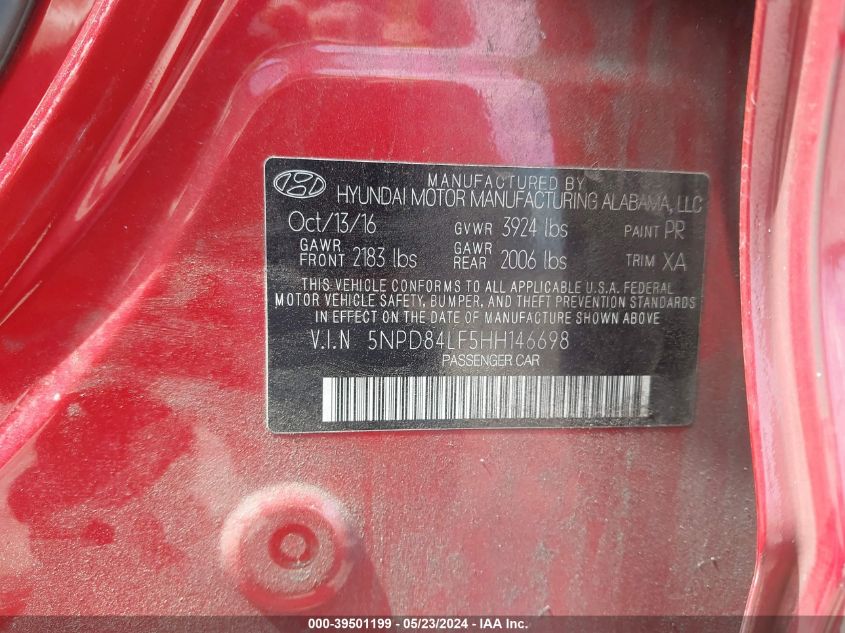 MANUFACTURED BY
HYUNDAI MOTOR MANUFACTURING ALABAMA, LLC
Oct/13/16 GVWR 3924 lbs PAINT PR
GAWR FRONT 2183 lbs GAWR REAR 2006 lbs TRIM XA
THIS VEHICLE CONFORMS TO ALL APPLICABLE U.S.A. FEDERAL
MOTOR VEHICLE SAFETY, BUMPER, AND THEFT PREVENTION STANDARDS
IN EFFECT ON THE DATE OF MANUFACTURE SHOWN ABOVE
V.I.N 5NPD84LF5HH146698
PASSENGER CAR
000-39501199 - 05/23/2024 - IAA Inc.